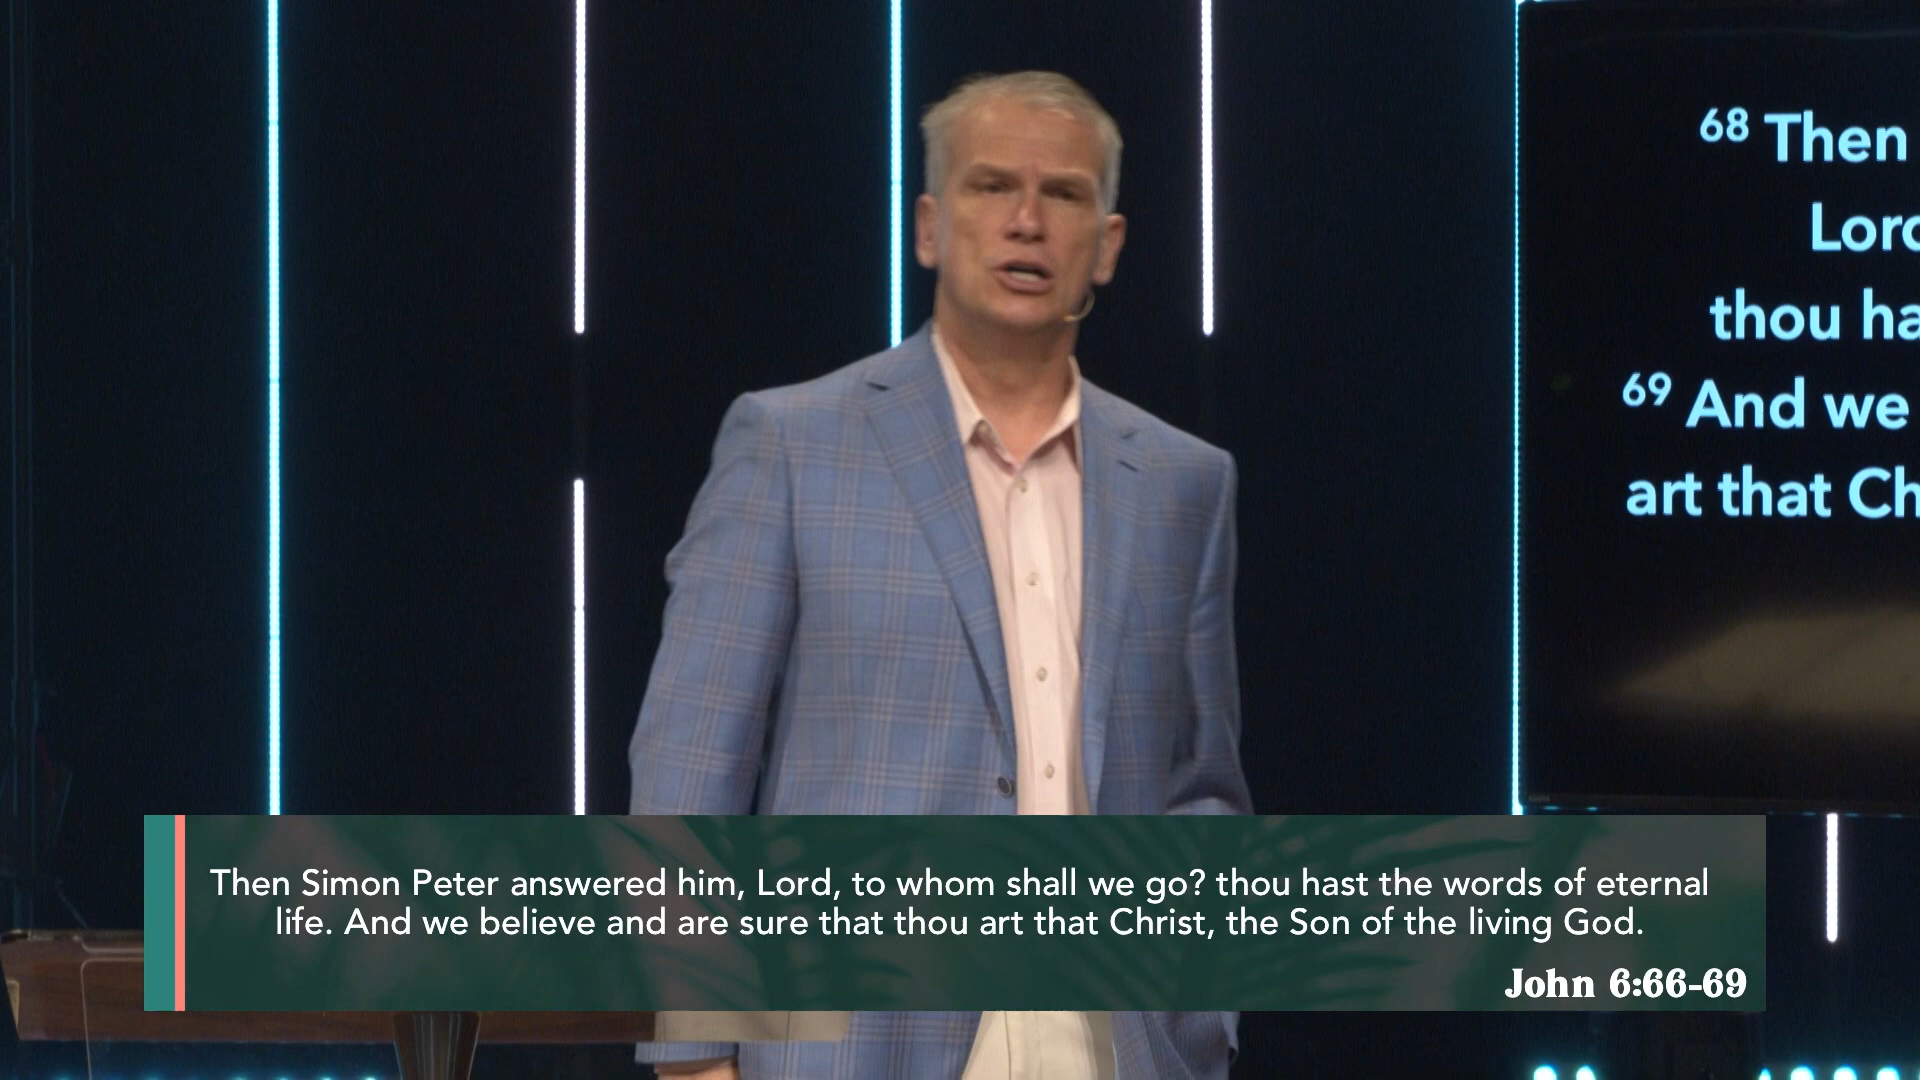 68 Then
Lord
thou ha
69 And we
art that Ch
Then Simon Peter answered him, Lord, to whom shall we go? thou hast the words of eternal
life. And we believe and are sure that thou art that Christ, the Son of the living God.
John 6:66-69